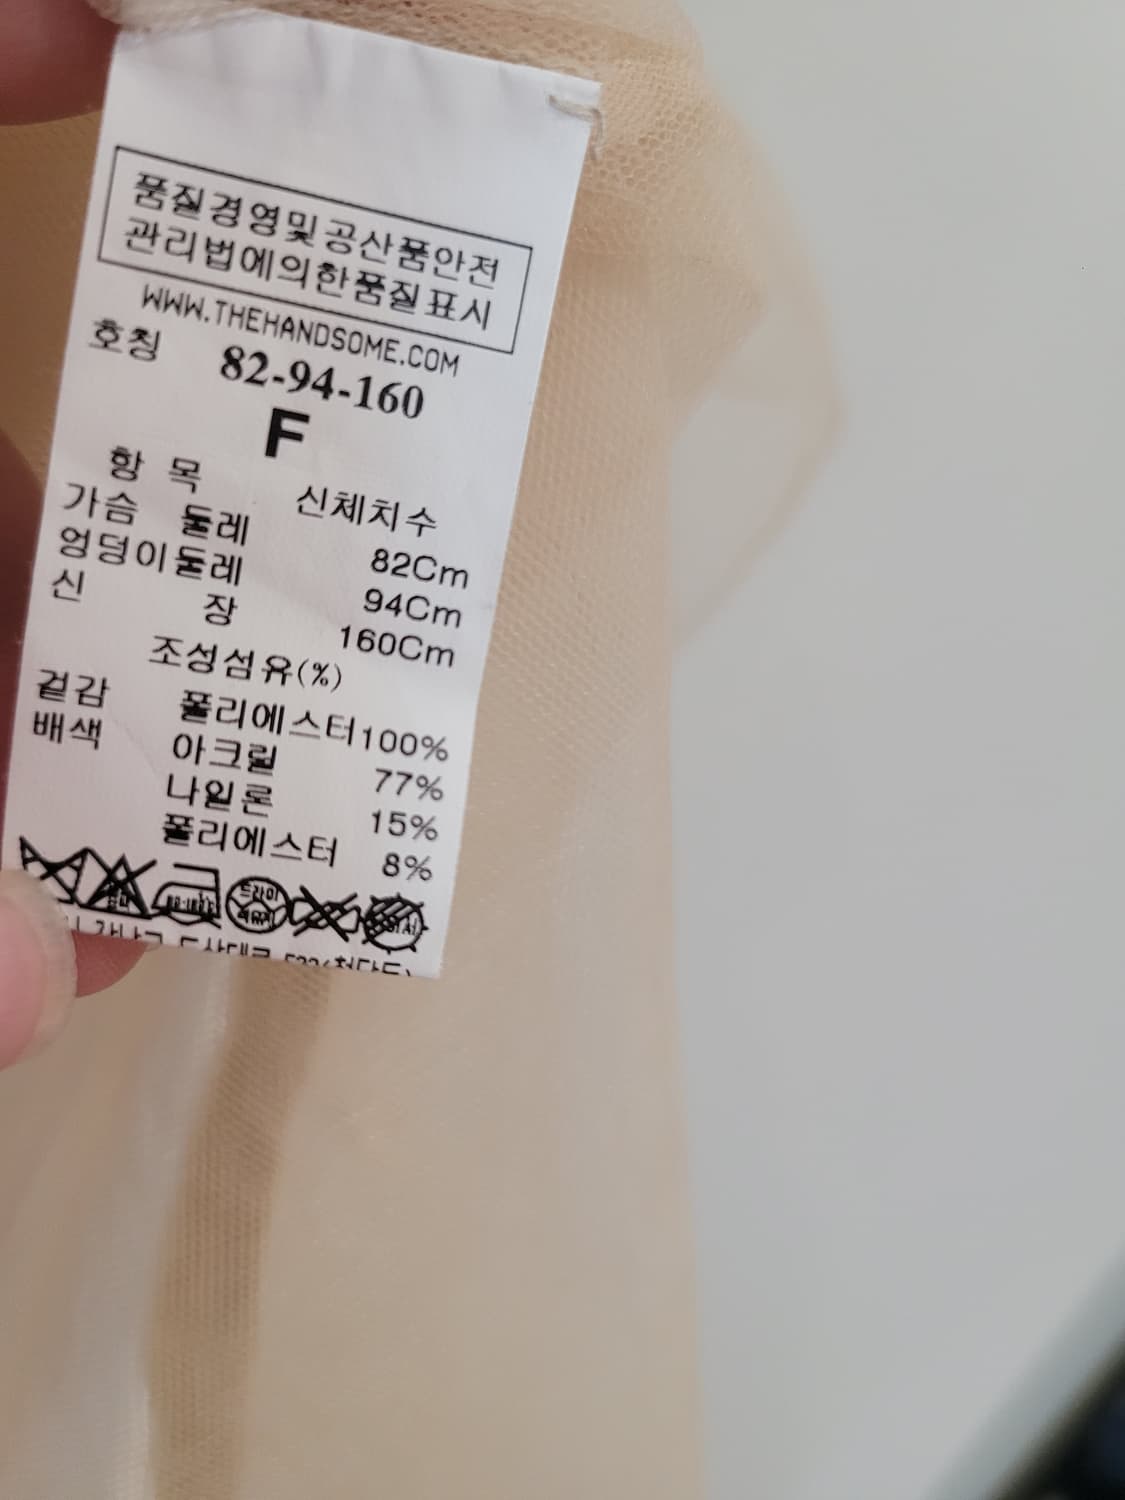 품질경영및공산품안전
관리법에의한품질표시
WWW.THEHANDSOME.COM
호칭 82-94-160
F
항 목 신체치수
가슴 둘레 82Cm
엉덩이둘레 94Cm
신 장 160Cm
조성섬유(%)
겉감 폴리에스터100%
배색 아크릴 77%
나일론 15%
폴리에스터 8%
드라이